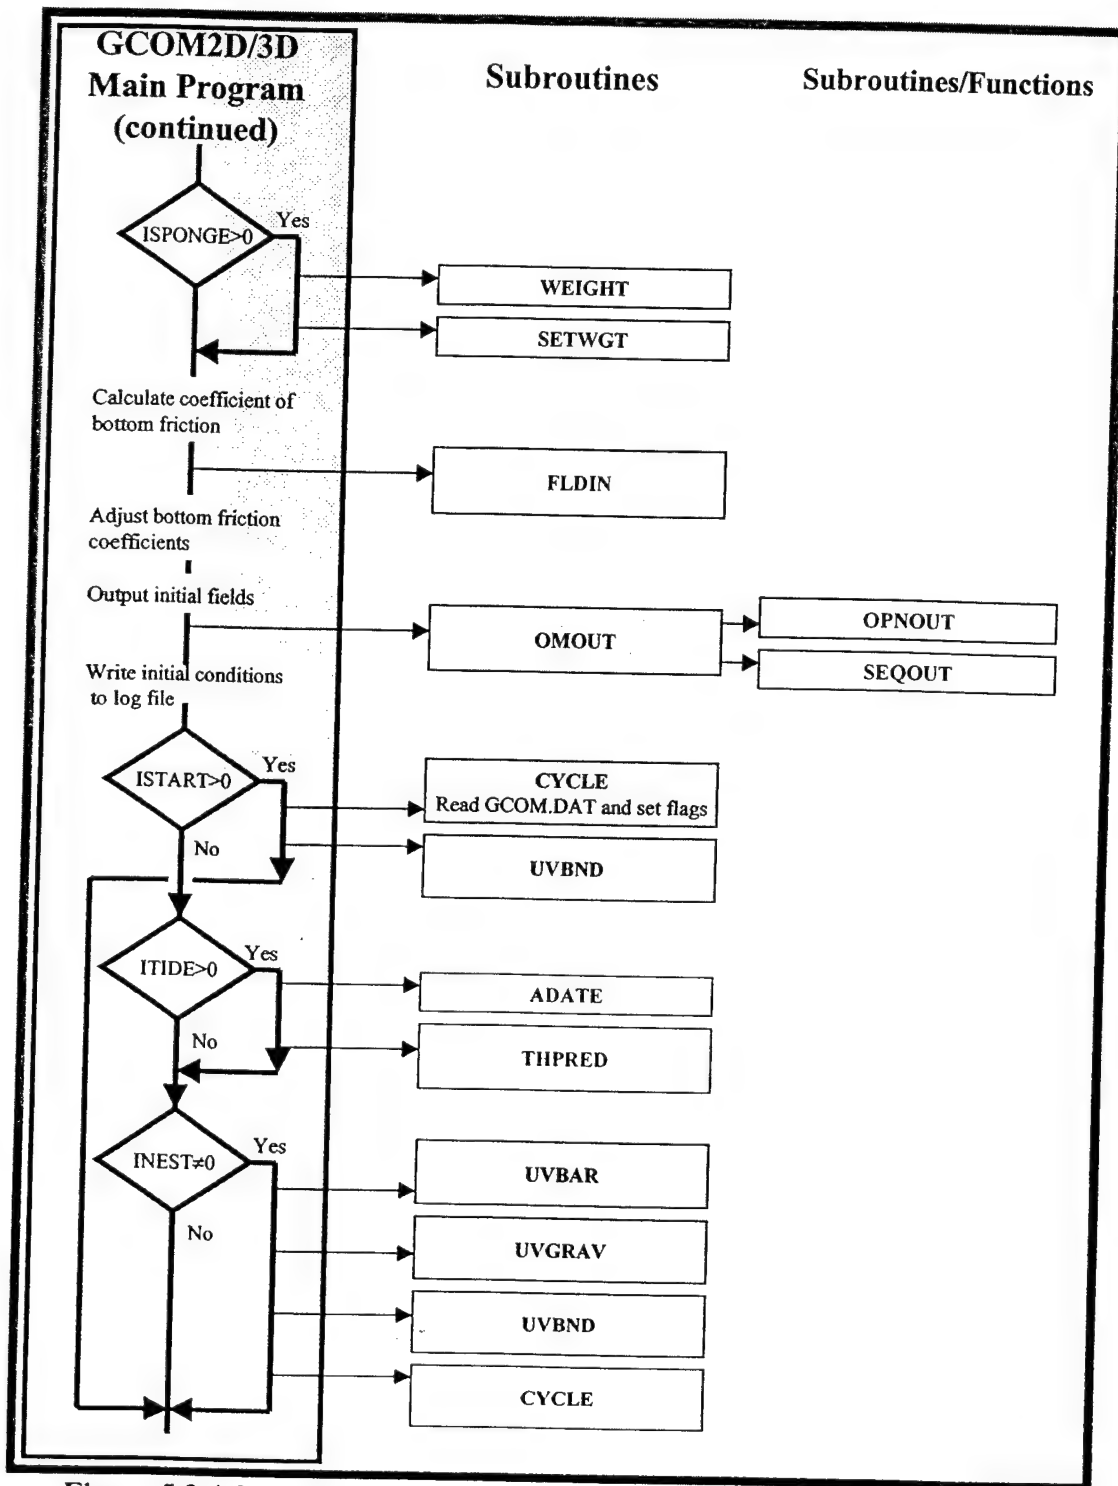 GCOM2D/3D
Main Program
(continued)
Subroutines
Subroutines/Functions
ISPONGE>0
Yes
WEIGHT
SETWGT
Calculate coefficient of
bottom friction
FLDIN
Adjust bottom friction
coefficients
Output initial fields
OMOUT
OPNOUT
SEQOUT
Write initial conditions
to log file
ISTART>0
Yes
CYCLE
Read GCOM.DAT and set flags
No
UVBND
ITIDE>0
Yes
ADATE
No
THPRED
INEST≠0
Yes
UVBAR
No
UVGRAV
UVBND
CYCLE